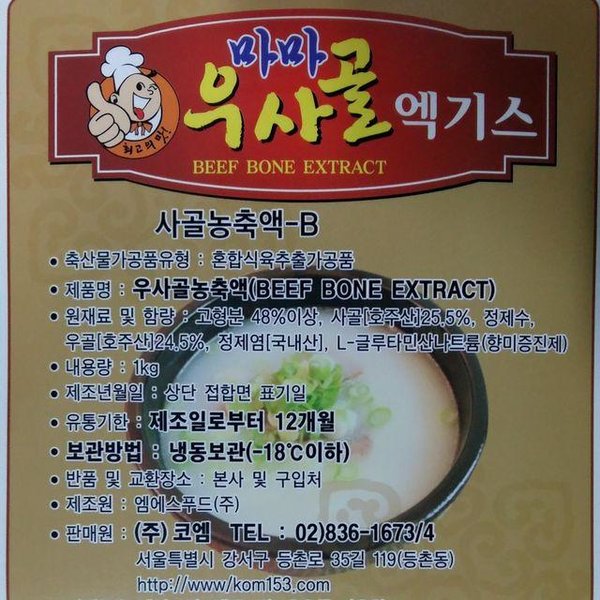 마마
우사골 엑기스
최고의 맛!
BEEF BONE EXTRACT
사골농축액-B
• 축산물가공품유형 : 혼합식육추출가공품
• 제품명 : 우사골농축액(BEEF BONE EXTRACT)
• 원재료 및 함량 : 고형분 48%이상, 사골[호주산]25.5%, 정제수,
우골[호주산]24.5%, 정제염[국내산], L-글루타민산나트륨(향미증진제)
• 내용량 : 1kg
• 제조년월일 : 상단 접합면 표기일
• 유통기한 : 제조일로부터 12개월
• 보관방법 : 냉동보관(-18℃이하)
• 반품 및 교환장소 : 본사 및 구입처
• 제조원 : 엠에스푸드(주)
• 판매원 : (주) 코엠 TEL : 02)836-1673/4
서울특별시 강서구 등촌로 35길 119(등촌동)
http://www/kom153.com